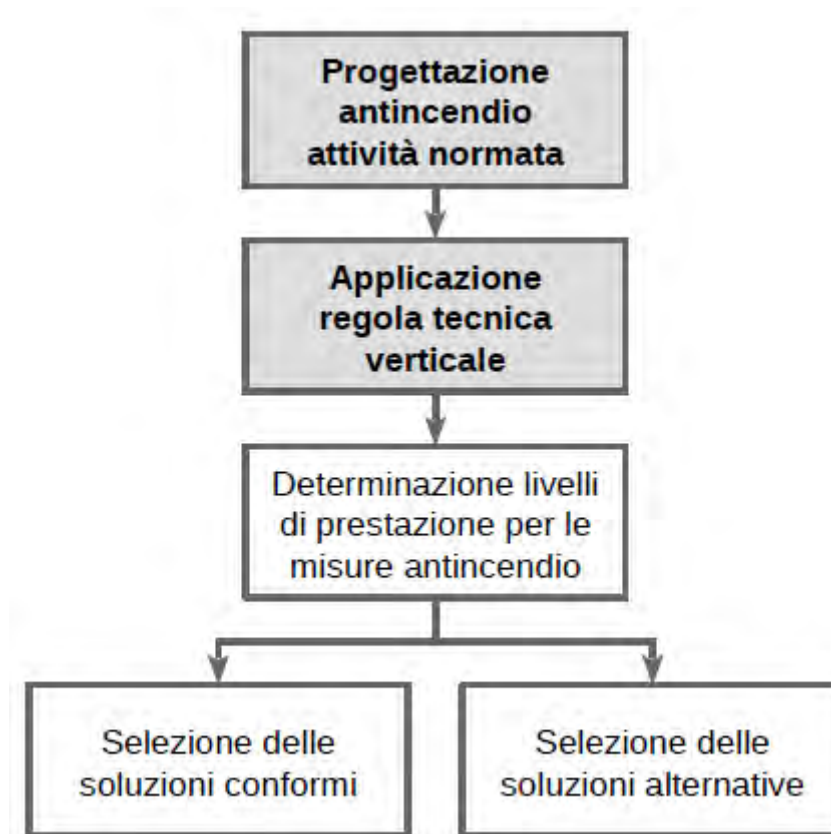 Progettazione
antincendio
attività normata
Applicazione
regola tecnica
verticale
Determinazione livelli
di prestazione per le
misure antincendio
Selezione delle
soluzioni conformi
Selezione delle
soluzioni alternative